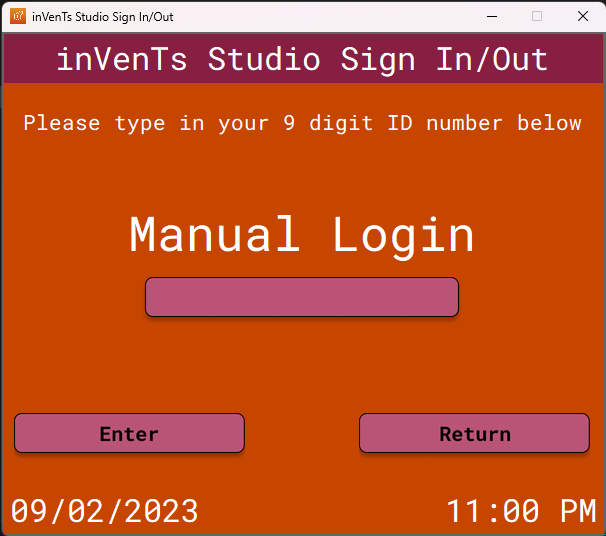 inVenTs Studio Sign In/Out
inVenTs Studio Sign In/Out
Please type in your 9 digit ID number below
Manual Login
Enter Return
09/02/2023 11:00 PM